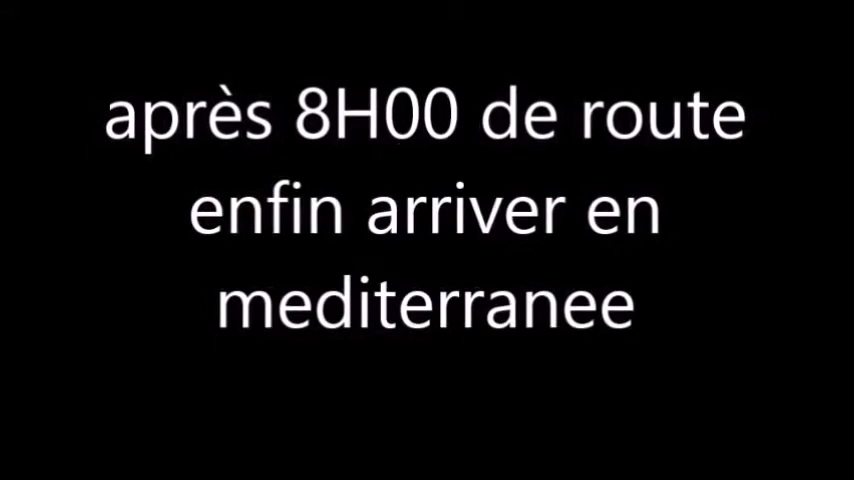 après 8H00 de route
enfin arriver en
mediterranee